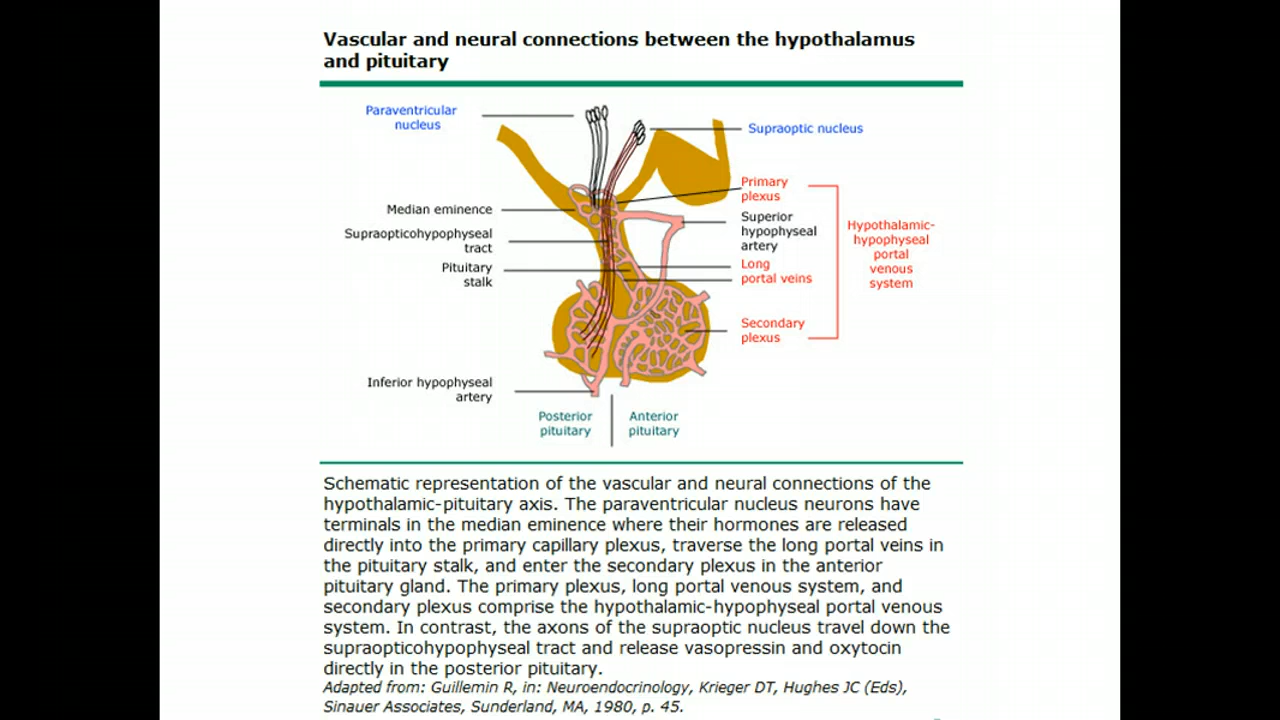 Vascular and neural connections between the hypothalamus
and pituitary
Paraventricular
nucleus
Supraoptic nucleus
Primary
plexus
Median eminence
Superior
hypophyseal
artery
Hypothalamic-
hypophyseal
portal
venous
system
Supraopticohypophyseal
tract
Pituitary
stalk
Long
portal veins
Secondary
plexus
Inferior hypophyseal
artery
Posterior
pituitary
Anterior
pituitary
Schematic representation of the vascular and neural connections of the
hypothalamic-pituitary axis. The paraventricular nucleus neurons have
terminals in the median eminence where their hormones are released
directly into the primary capillary plexus, traverse the long portal veins in
the pituitary stalk, and enter the secondary plexus in the anterior
pituitary gland. The primary plexus, long portal venous system, and
secondary plexus comprise the hypothalamic-hypophyseal portal venous
system. In contrast, the axons of the supraoptic nucleus travel down the
supraopticohypophyseal tract and release vasopressin and oxytocin
directly in the posterior pituitary.
Adapted from: Guillemin R, in: Neuroendocrinology, Krieger DT, Hughes JC (Eds),
Sinauer Associates, Sunderland, MA, 1980, p. 45.